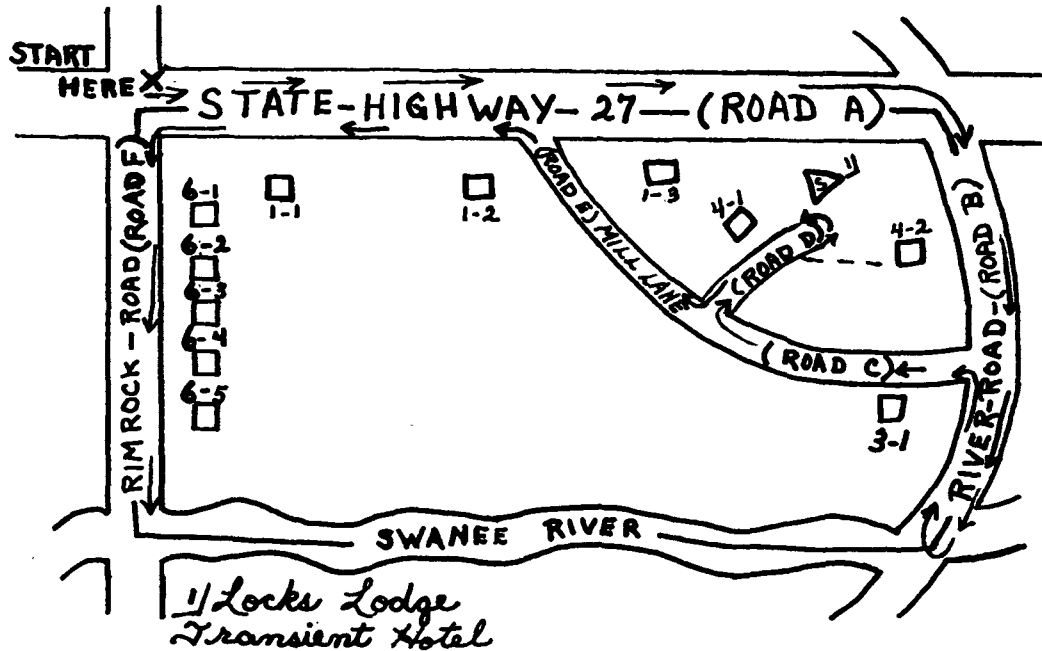 START
HERE X
STATE-HIGHWAY-27-(ROAD A)
RIMROCK-ROAD (ROAD F)
6-1
6-2
6-3
6-4
6-5
1-1
1-2
(ROAD E) MILL LANE
1-3
4-1
S 1/
4-2
(ROAD D)
(ROAD C)
RIVER-ROAD-(ROAD B)
3-1
SWANEE RIVER
1/ Locks Lodge
Transient Hotel